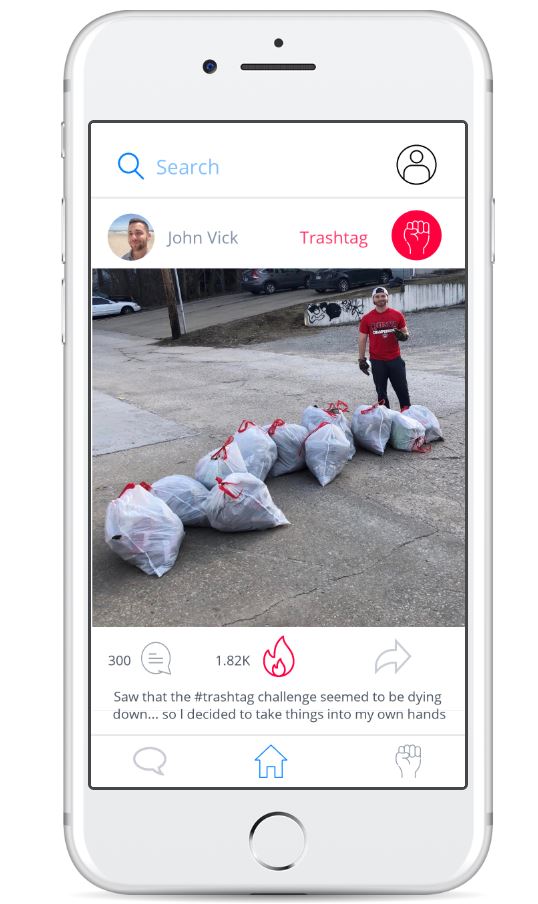 Search
John Vick
Trashtag
300
1.82K
Saw that the #trashtag challenge seemed to be dying
down... so I decided to take things into my own hands